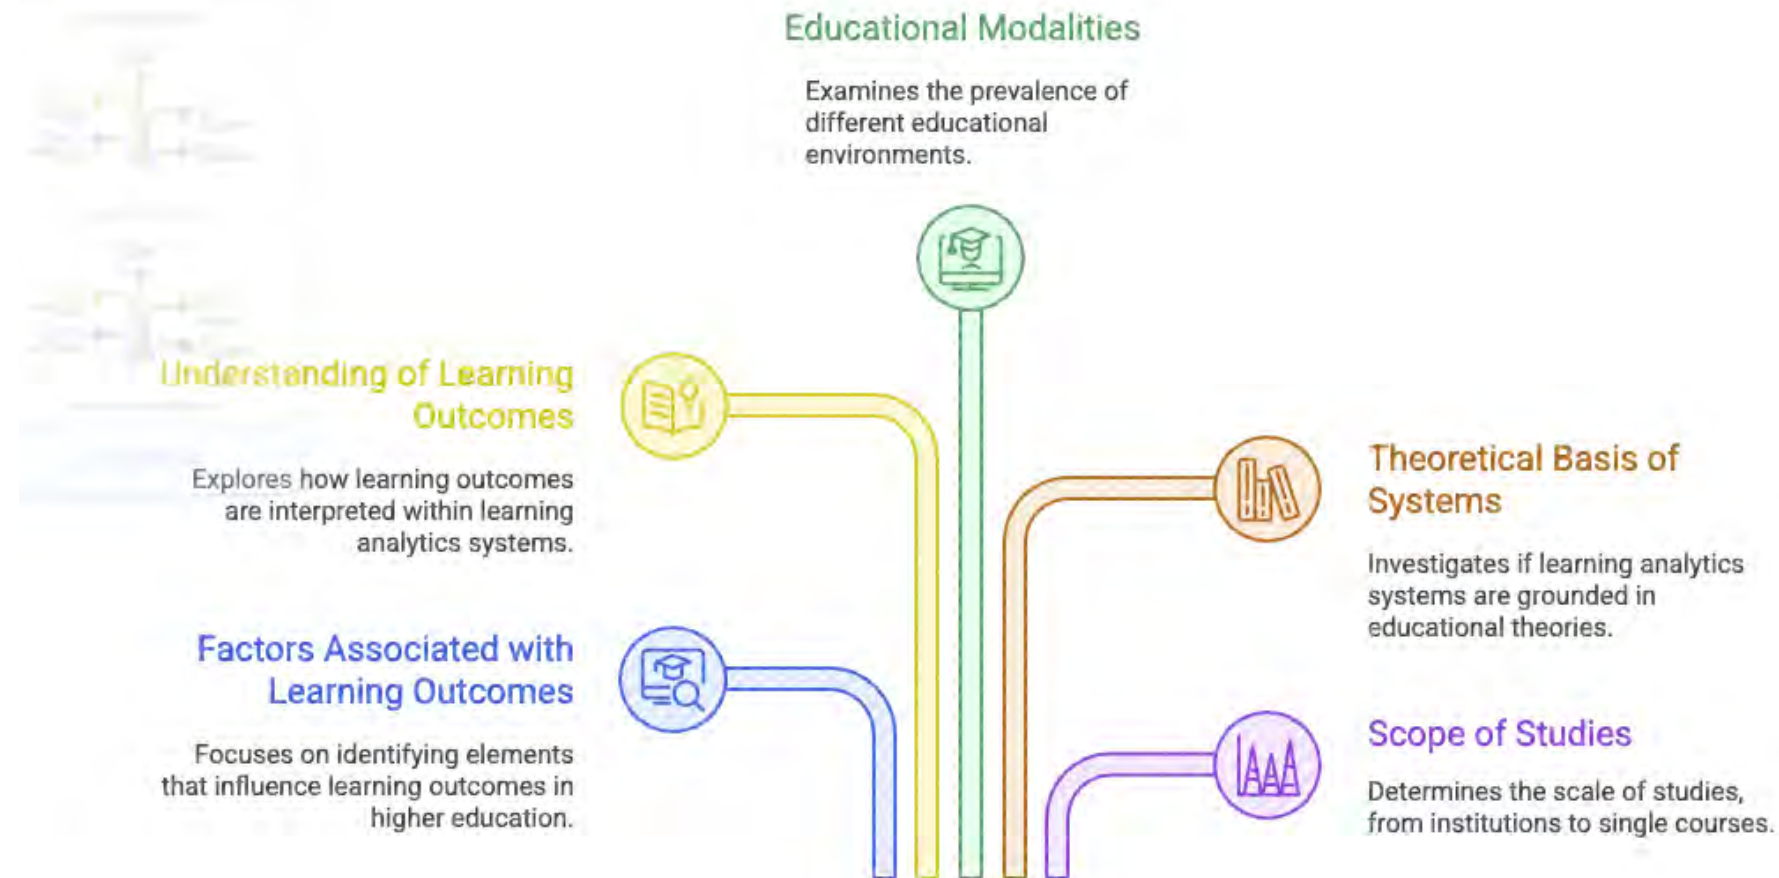 Educational Modalities
Examines the prevalence of
different educational
environments.
Understanding of Learning
Outcomes
Explores how learning outcomes
are interpreted within learning
analytics systems.
Theoretical Basis of
Systems
Investigates if learning analytics
systems are grounded in
educational theories.
Factors Associated with
Learning Outcomes
Focuses on identifying elements
that influence learning outcomes in
higher education.
Scope of Studies
Determines the scale of studies,
from institutions to single courses.